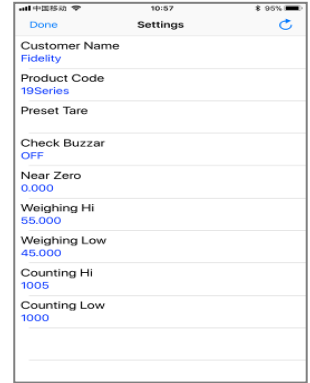 中国移动 10:57 95%
Done Settings
Customer Name
Fidelity
Product Code
19Series
Preset Tare
Check Buzzar
OFF
Near Zero
0.000
Weighing Hi
55.000
Weighing Low
45.000
Counting Hi
1005
Counting Low
1000